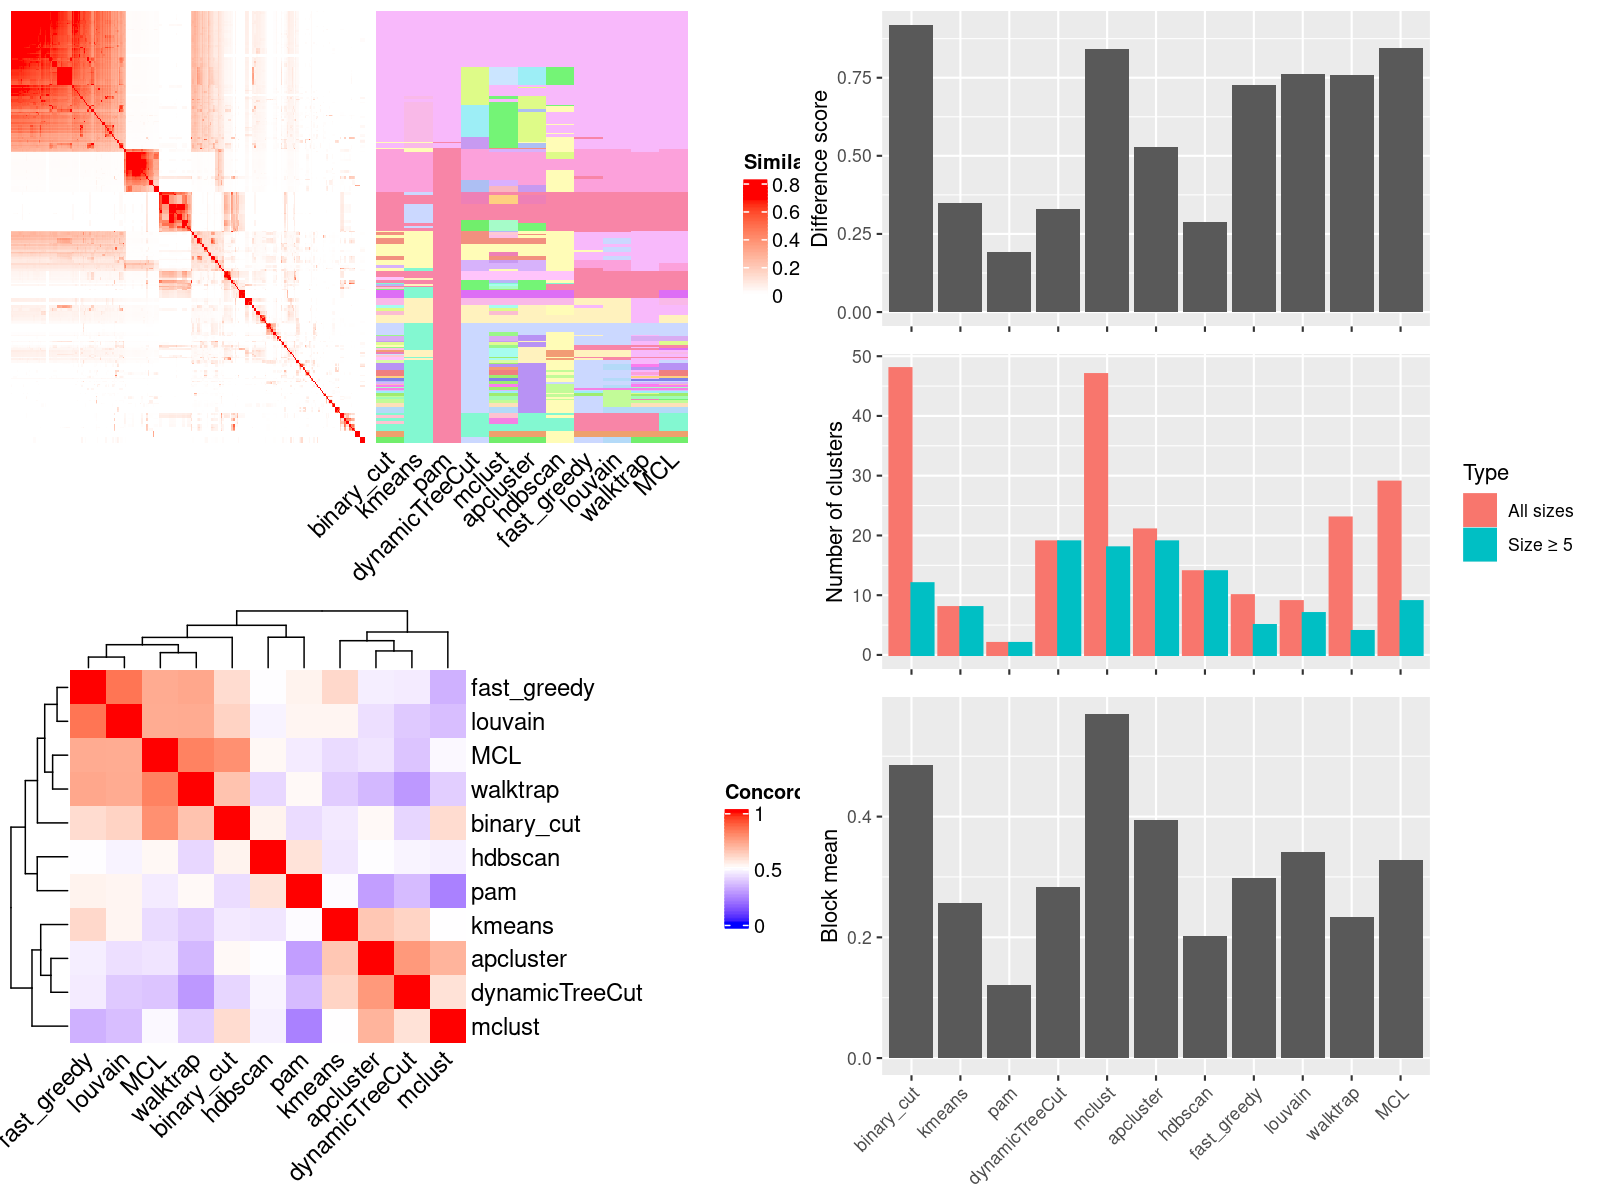 Simila
0.8
0.6
0.4
0.2
0
binary_cut
kmeans
pam
dynamicTreeCut
mclust
apcluster
hdbscan
fast_greedy
louvain
walktrap
MCL
Difference score
0.75
0.50
0.25
0.00
Number of clusters
50
40
30
20
10
0
Type
All sizes
Size ≥ 5
fast_greedy
louvain
MCL
walktrap
binary_cut
hdbscan
pam
kmeans
apcluster
dynamicTreeCut
mclust
fast_greedy
louvain
MCL
walktrap
binary_cut
hdbscan
pam
kmeans
apcluster
dynamicTreeCut
mclust
Concord
1
0.5
0
Block mean
0.4
0.2
0.0
binary_cut
kmeans
pam
dynamicTreeCut
mclust
apcluster
hdbscan
fast_greedy
louvain
walktrap
MCL